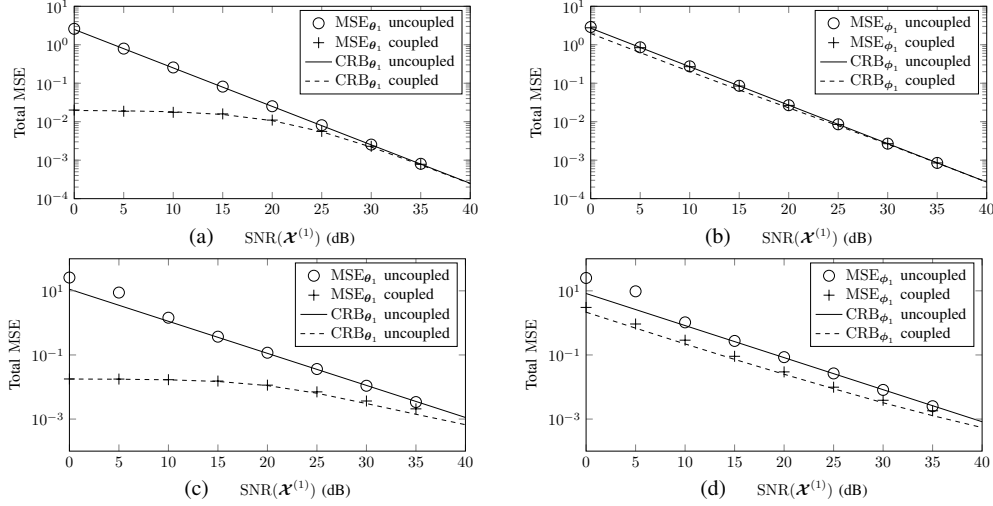 10^1
10^0
10^-1
10^-2
10^-3
10^-4
Total MSE
MSE_θ1 uncoupled
MSE_θ1 coupled
CRB_θ1 uncoupled
CRB_θ1 coupled
0 5 10 15 20 25 30 35 40
(a) SNR(𝓧^(1)) (dB)
10^1
10^0
10^-1
10^-2
10^-3
10^-4
Total MSE
MSE_ϕ1 uncoupled
MSE_ϕ1 coupled
CRB_ϕ1 uncoupled
CRB_ϕ1 coupled
0 5 10 15 20 25 30 35 40
(b) SNR(𝓧^(1)) (dB)
10^1
10^-1
10^-3
Total MSE
MSE_θ1 uncoupled
MSE_θ1 coupled
CRB_θ1 uncoupled
CRB_θ1 uncoupled
0 5 10 15 20 25 30 35 40
(c) SNR(𝓧^(1)) (dB)
10^1
10^-1
10^-3
Total MSE
MSE_ϕ1 uncoupled
MSE_ϕ1 coupled
CRB_ϕ1 uncoupled
CRB_ϕ1 coupled
0 5 10 15 20 25 30 35 40
(d) SNR(𝓧^(1)) (dB)